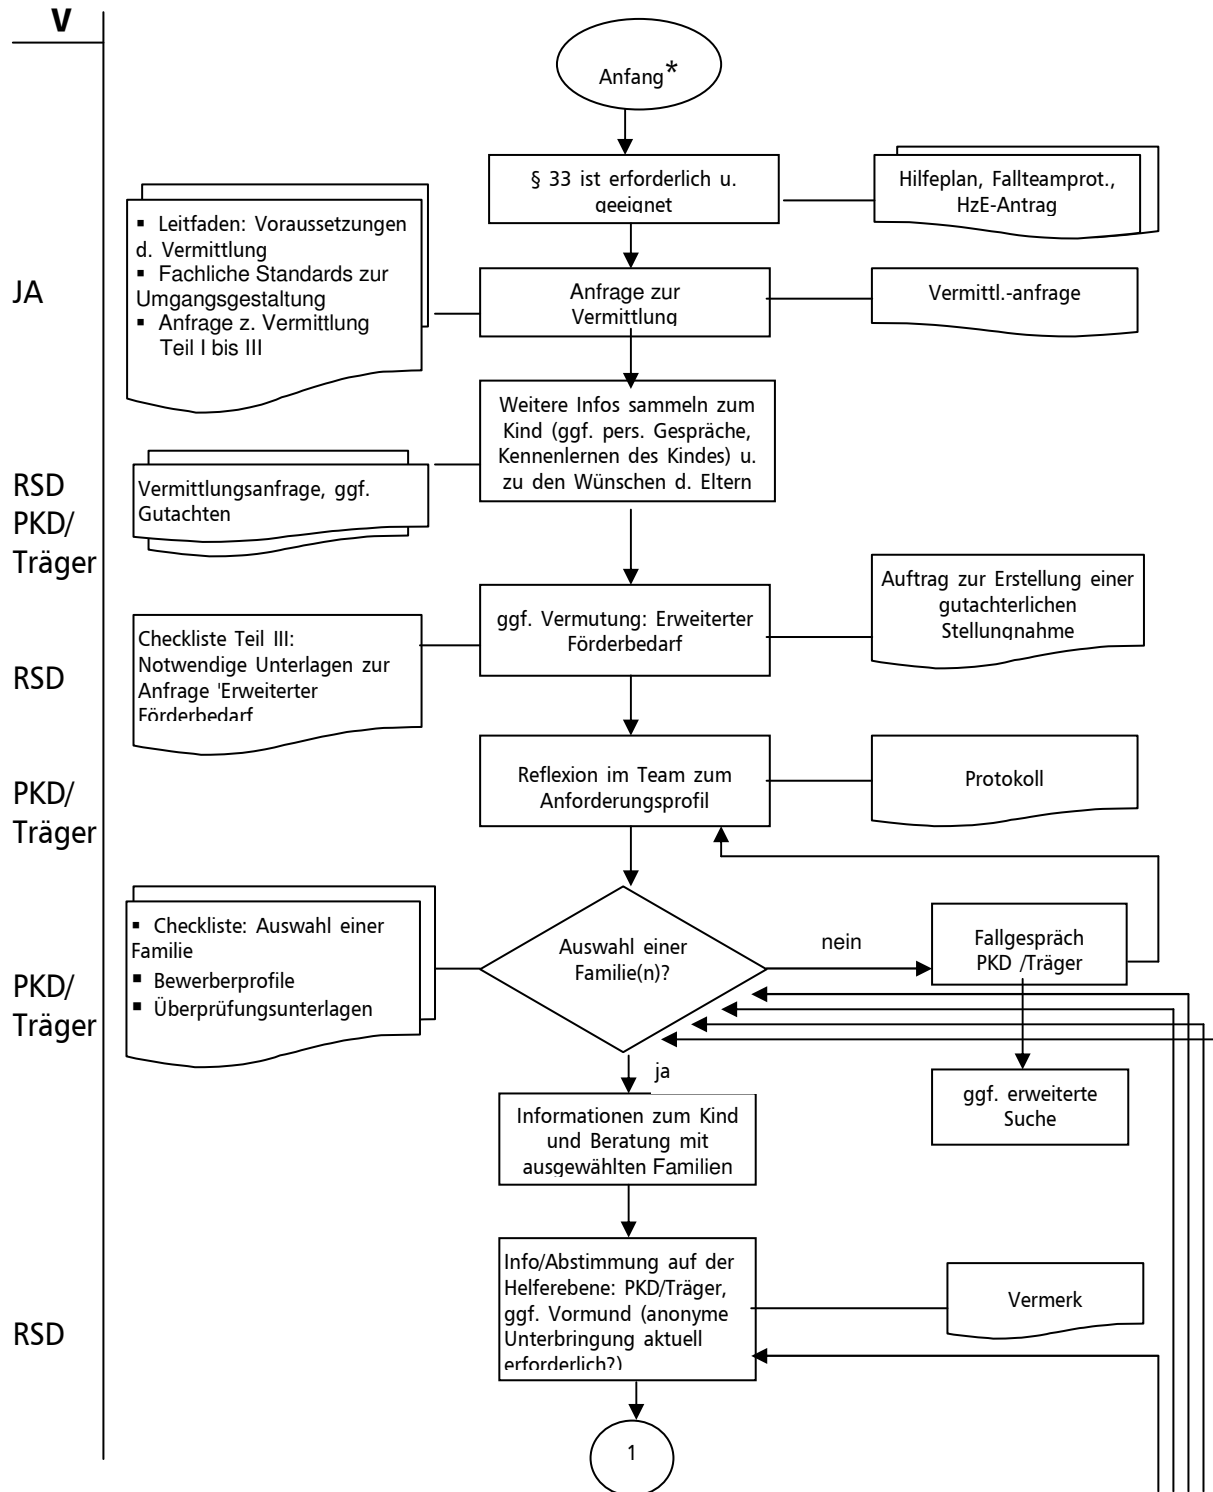 V
Anfang*
§ 33 ist erforderlich u.
geeignet
Hilfeplan, Fallteamprot.,
HzE-Antrag
▪ Leitfaden: Voraussetzungen
d. Vermittlung
▪ Fachliche Standards zur
Umgangsgestaltung
▪ Anfrage z. Vermittlung
Teil I bis III
JA
Anfrage zur
Vermittlung
Vermittl.-anfrage
Weitere Infos sammeln zum
Kind (ggf. pers. Gespräche,
Kennenlernen des Kindes) u.
zu den Wünschen d. Eltern
RSD
PKD/
Träger
Vermittlungsanfrage, ggf.
Gutachten
ggf. Vermutung: Erweiterter
Förderbedarf
Auftrag zur Erstellung einer
gutachterlichen
Stellungnahme
RSD
Checkliste Teil III:
Notwendige Unterlagen zur
Anfrage 'Erweiterter
Förderbedarf
PKD/
Träger
Reflexion im Team zum
Anforderungsprofil
Protokoll
PKD/
Träger
▪ Checkliste: Auswahl einer
Familie
▪ Bewerberprofile
▪ Überprüfungsunterlagen
Auswahl einer
Familie(n)?
nein
Fallgespräch
PKD /Träger
ja
ggf. erweiterte
Suche
Informationen zum Kind
und Beratung mit
ausgewählten Familien
RSD
Info/Abstimmung auf der
Helferebene: PKD/Träger,
ggf. Vormund (anonyme
Unterbringung aktuell
erforderlich?)
Vermerk
1